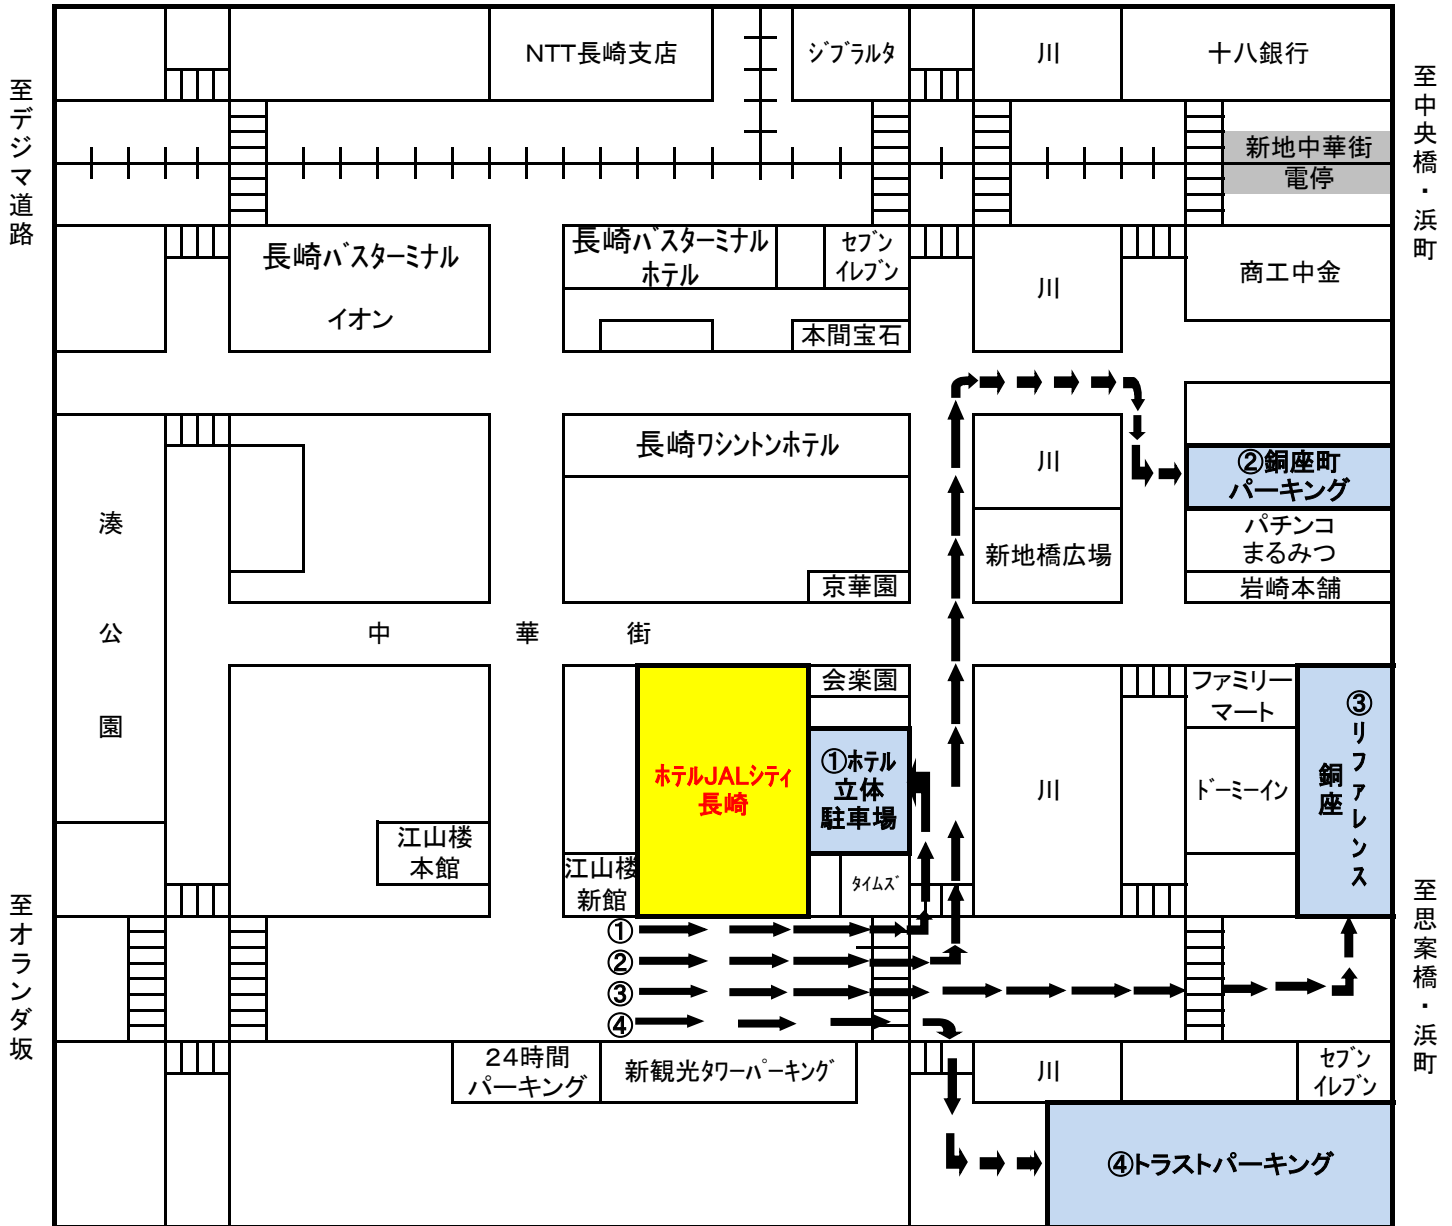 NTT長崎支店
ジブラルタ
川
十八銀行
至デジマ道路
至中央橋・浜町
新地中華街
電停
長崎バスターミナル
イオン
長崎バスターミナル
ホテル
セブン
イレブン
本間宝石
川
商工中金
長崎ワシントンホテル
川
②銅座町
パーキング
湊公園
新地橋広場
パチンコ
まるみつ
京華園
岩崎本舗
中華街
会楽園
ファミリー
マート
③リファレンス
銅座
ホテルJALシティ
長崎
①ホテル
立体
駐車場
川
ドーミーイン
江山楼
本館
江山楼
新館
タイムズ
至オランダ坂
至思案橋・浜町
①
②
③
④
24時間
パーキング
新観光タワーパーキング
川
セブン
イレブン
④トラストパーキング